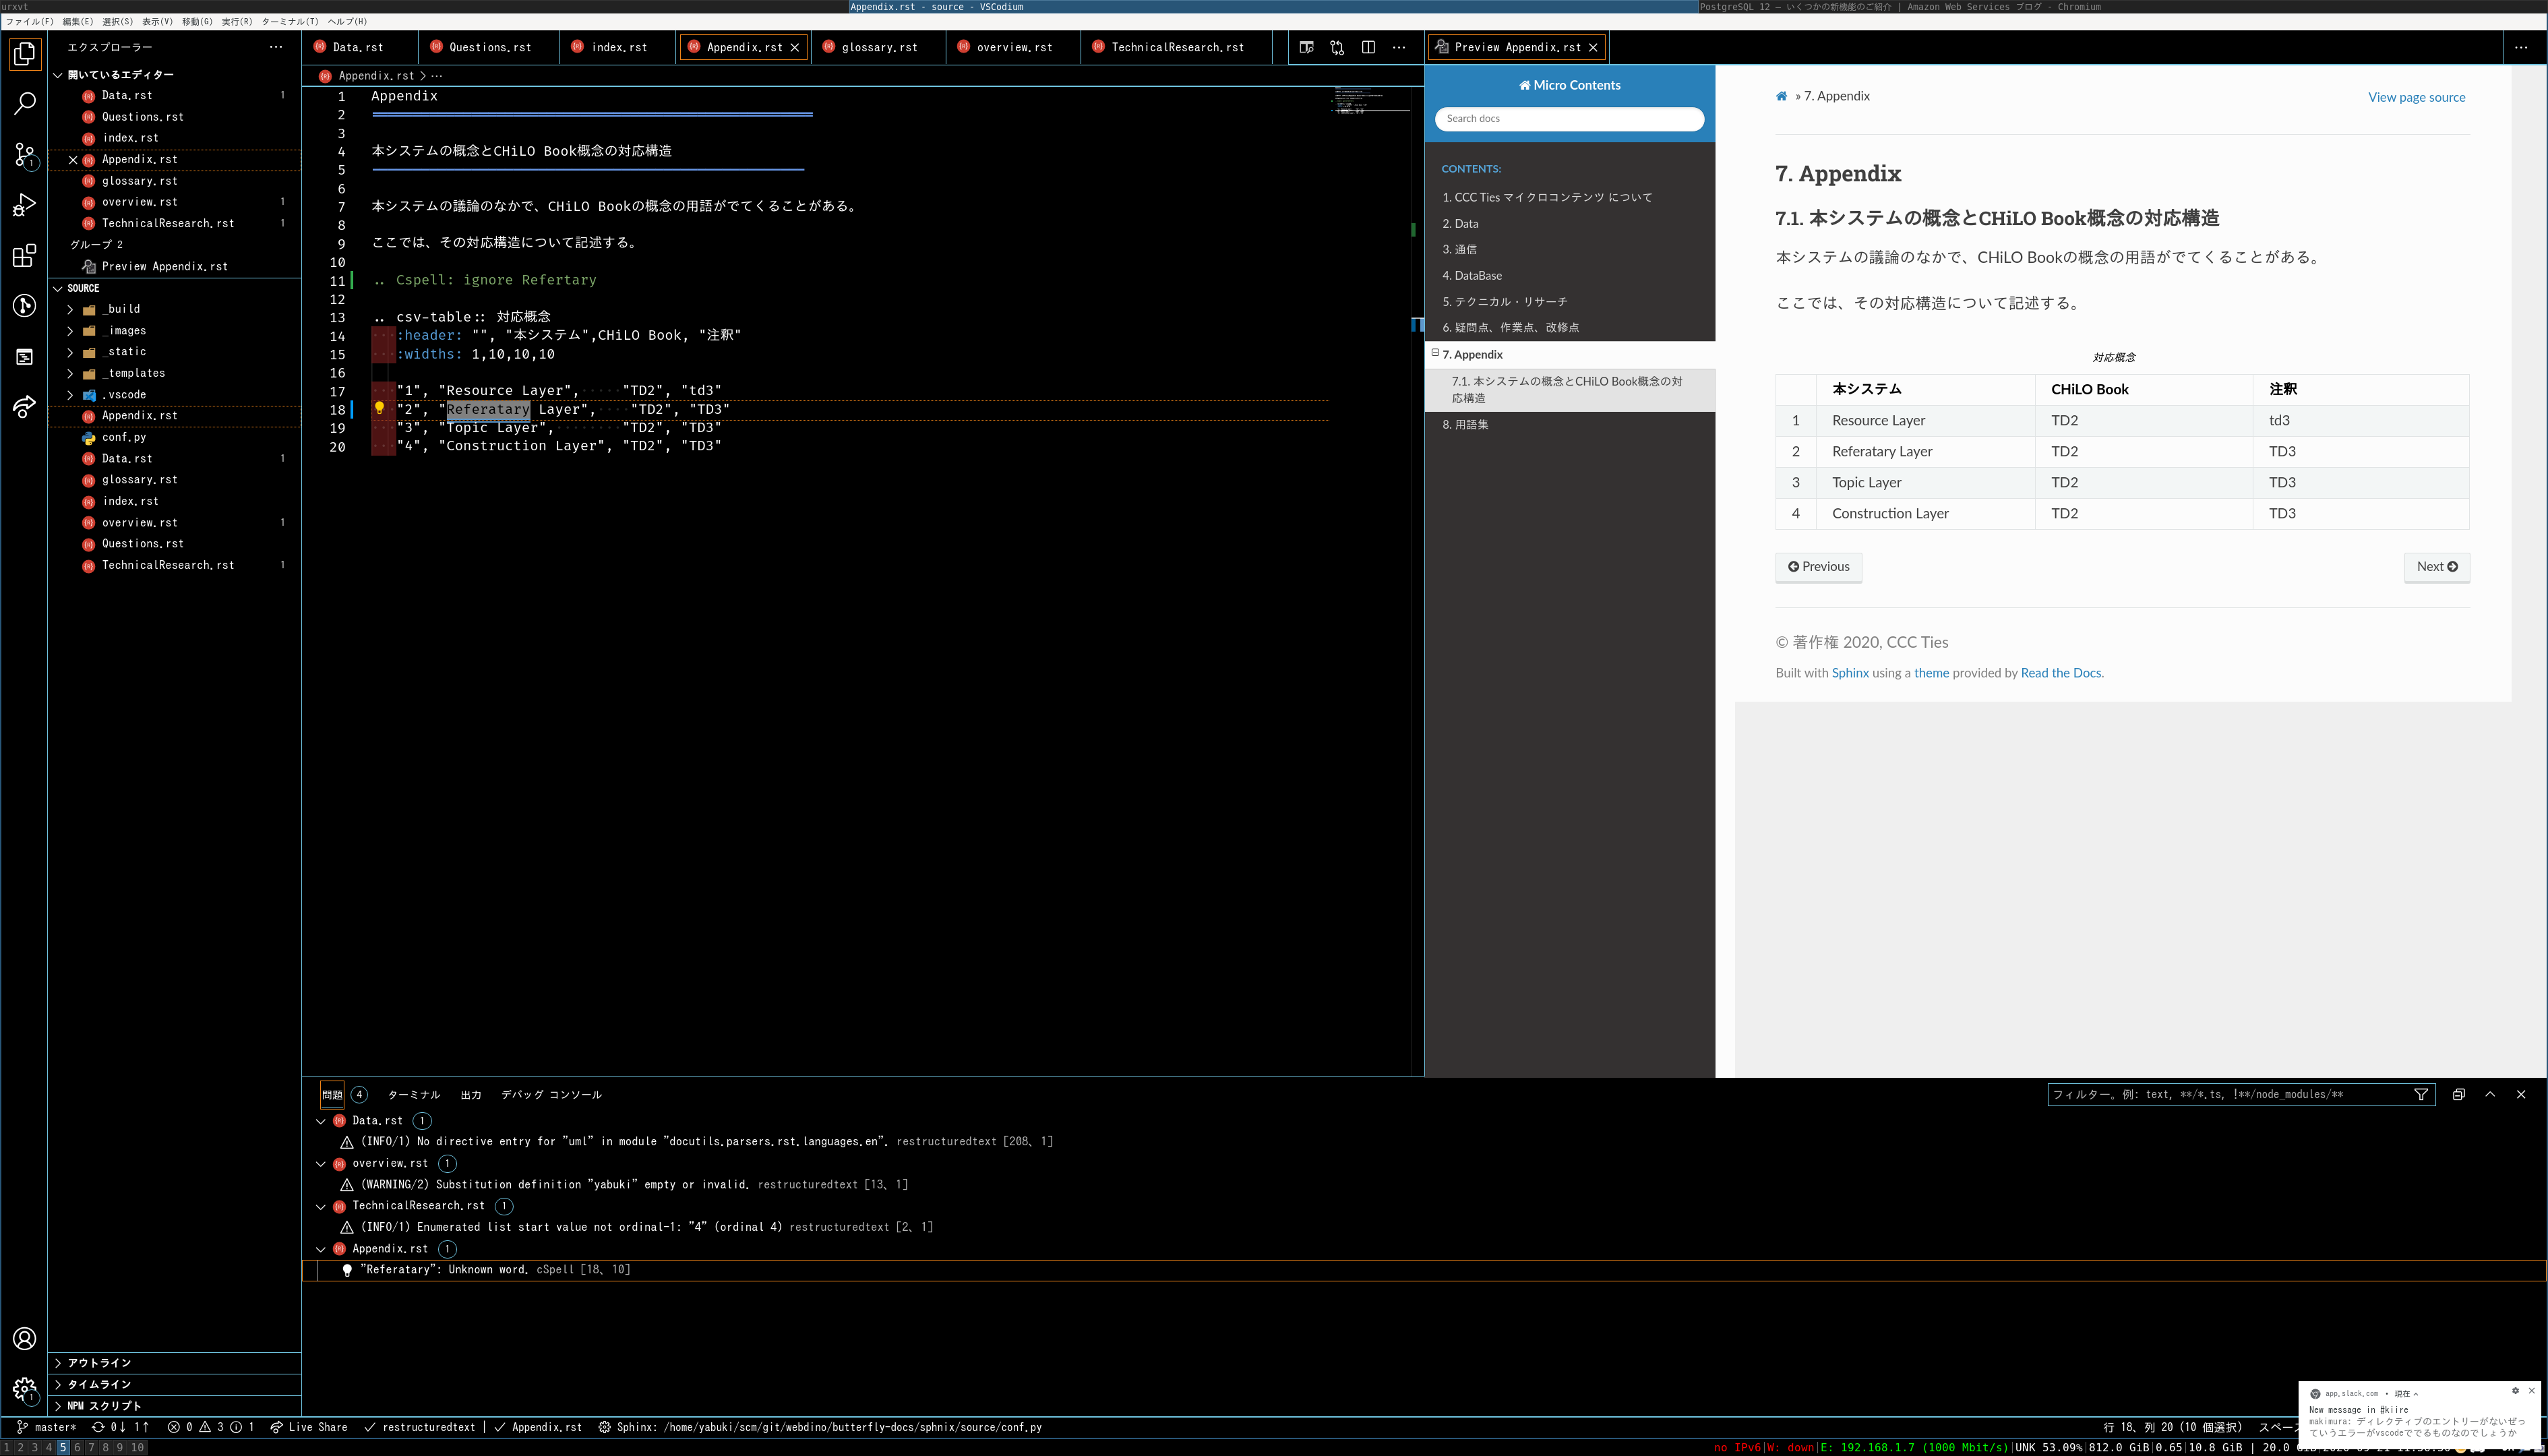 urxvt
Appendix.rst - source - VSCodium
PostgreSQL 12 – いくつかの新機能のご紹介 | Amazon Web Services ブログ - Chromium
ファイル(F) 編集(E) 選択(S) 表示(V) 移動(G) 実行(R) ターミナル(T) ヘルプ(H)
エクスプローラー
開いているエディター
Data.rst 1
Questions.rst
index.rst
Appendix.rst
glossary.rst
overview.rst 1
TechnicalResearch.rst 1
グループ 2
Preview Appendix.rst
SOURCE
_build
_images
_static
_templates
.vscode
Appendix.rst
conf.py
Data.rst 1
glossary.rst
index.rst
overview.rst 1
Questions.rst
TechnicalResearch.rst 1
アウトライン
タイムライン
NPM スクリプト
1
1
Data.rst Questions.rst index.rst Appendix.rst glossary.rst overview.rst TechnicalResearch.rst
Appendix.rst > ...
1 Appendix
2 ====================================================
3
4 本システムの概念とCHiLO Book概念の対応構造
5 ---------------------------------------------------
6
7 本システムの議論のなかで、CHiLO Bookの概念の用語がでてくることがある。
8
9 ここでは、その対応構造について記述する。
10
11 .. Cspell: ignore Refertary
12
13 .. csv-table:: 対応概念
14 :header: "", "本システム",CHiLO Book, "注釈"
15 :widths: 1,10,10,10
16
17 "1", "Resource Layer", "TD2", "td3"
18 "2", "Referatary Layer", "TD2", "TD3"
19 "3", "Topic Layer", "TD2", "TD3"
20 "4", "Construction Layer", "TD2", "TD3"
Preview Appendix.rst
Micro Contents
Search docs
CONTENTS:
1. CCC Ties マイクロコンテンツ について
2. Data
3. 通信
4. DataBase
5. テクニカル・リサーチ
6. 疑問点、作業点、改修点
7. Appendix
7.1. 本システムの概念とCHiLO Book概念の対
応構造
8. 用語集
» 7. Appendix
View page source
7. Appendix
7.1. 本システムの概念とCHiLO Book概念の対応構造
本システムの議論のなかで、CHiLO Bookの概念の用語がでてくることがある。
ここでは、その対応構造について記述する。
対応概念
本システム CHiLO Book 注釈
1 Resource Layer TD2 td3
2 Referatary Layer TD2 TD3
3 Topic Layer TD2 TD3
4 Construction Layer TD2 TD3
Previous
Next
© 著作権 2020, CCC Ties
Built with Sphinx using a theme provided by Read the Docs.
問題 4 ターミナル 出力 デバッグ コンソール
フィルター。例: text, **/*.ts, !**/node_modules/**
Data.rst 1
(INFO/1) No directive entry for "uml" in module "docutils.parsers.rst.languages.en". restructuredtext [208、1]
overview.rst 1
(WARNING/2) Substitution definition "yabuki" empty or invalid. restructuredtext [13、1]
TechnicalResearch.rst 1
(INFO/1) Enumerated list start value not ordinal-1: "4" (ordinal 4) restructuredtext [2、1]
Appendix.rst 1
"Referatary": Unknown word. cSpell [18、10]
app.slack.com • 現在
New message in #kiire
makimura: ディレクティブのエントリーがないぜっ
ていうエラーがvscodeででるものなのでしょうか
master* 0↓ 1↑ 0 3 1 Live Share restructuredtext | Appendix.rst Sphinx: /home/yabuki/scm/git/webdino/butterfly-docs/sphnix/source/conf.py
行 18、列 20 (10 個選択)
1 2 3 4 5 6 7 8 9 10
no IPv6|W: down|E: 192.168.1.7 (1000 Mbit/s)|UNK 53.09%|812.0 GiB|0.65|10.8 GiB | 20.0